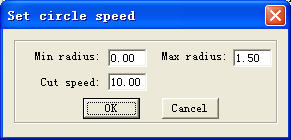 Set circle speed
Min radius: 0.00 Max radius: 1.50
Cut speed: 10.00
OK Cancel